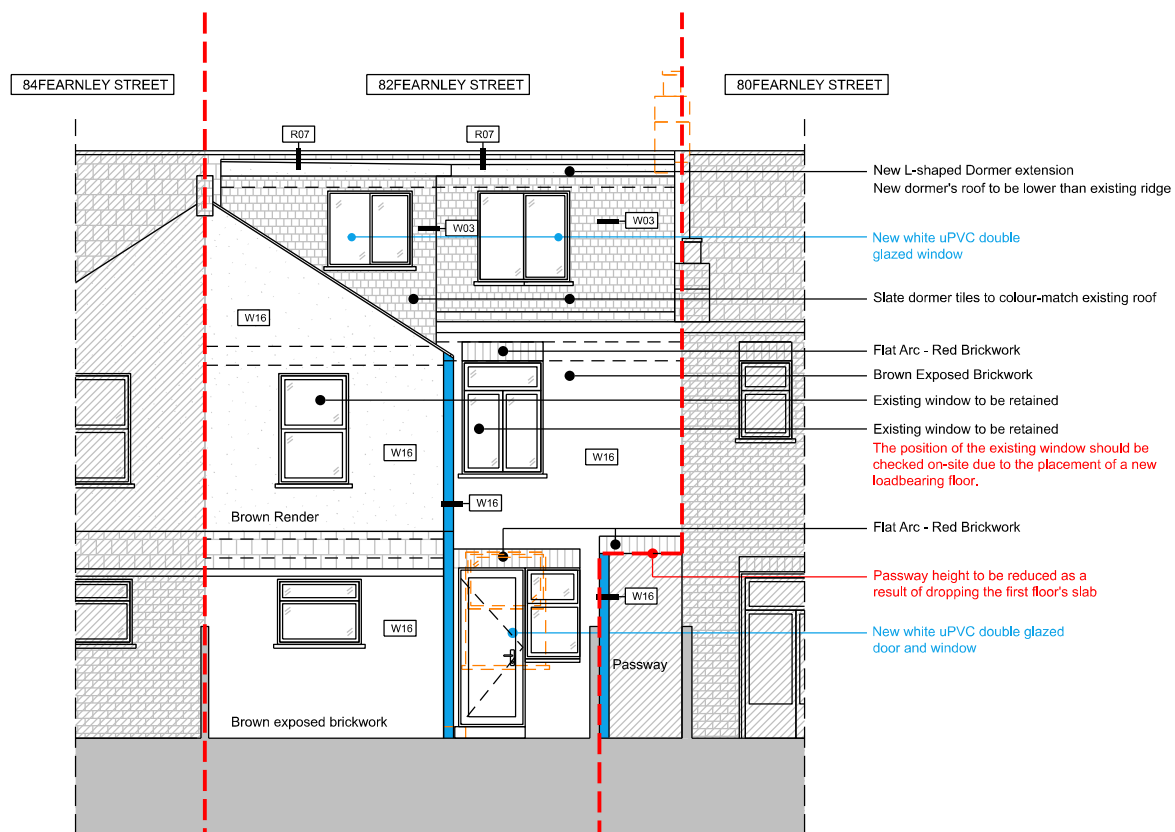 84FEARNLEY STREET
82FEARNLEY STREET
80FEARNLEY STREET
R07
R07
New L-shaped Dormer extension
New dormer's roof to be lower than existing ridge
W03
W03
New white uPVC double
glazed window
Slate dormer tiles to colour-match existing roof
W16
Flat Arc - Red Brickwork
Brown Exposed Brickwork
Existing window to be retained
Existing window to be retained
The position of the existing window should be
checked on-site due to the placement of a new
loadbearing floor.
W16
W16
W16
Brown Render
Flat Arc - Red Brickwork
Passway height to be reduced as a
result of dropping the first floor's slab
W16
W16
New white uPVC double glazed
door and window
Passway
Brown exposed brickwork